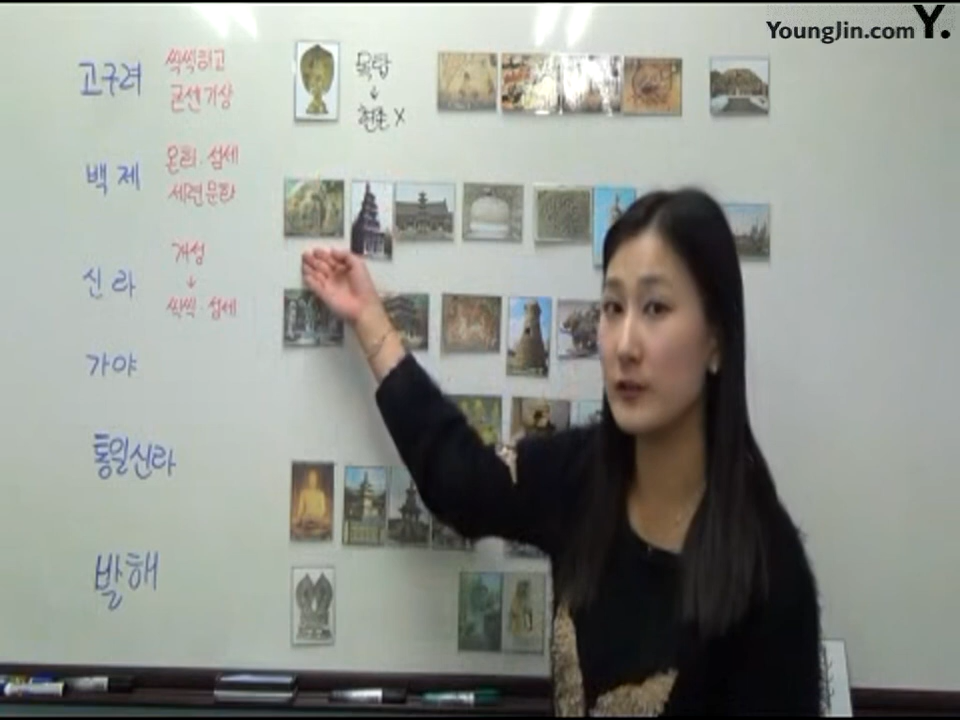 YoungJin.com Y.
고구려
씩씩하고
굳센 기상
목탑
↓
현존 X
백제
온화·섬세
세련문화
신라
개성
↓
씩씩·섬세
가야
통일신라
발해